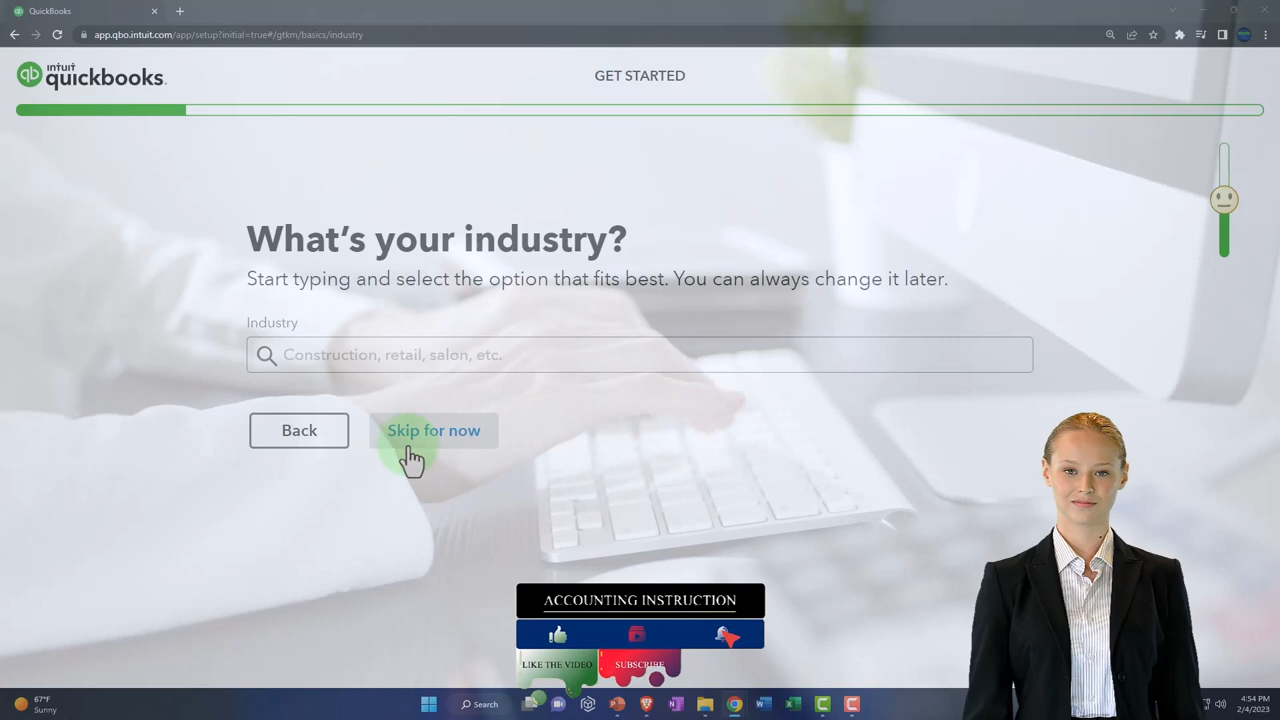 QuickBooks
app.qbo.intuit.com/app/setup?initial=true#/gtkm/basics/industry
intuit
quickbooks.
GET STARTED
What's your industry?
Start typing and select the option that fits best. You can always change it later.
Industry
Construction, retail, salon, etc.
Back
Skip for now
ACCOUNTING INSTRUCTION
LIKE THE VIDEO
SUBSCRIBE
67°F
Sunny
Search
4:54 PM
2/4/2023